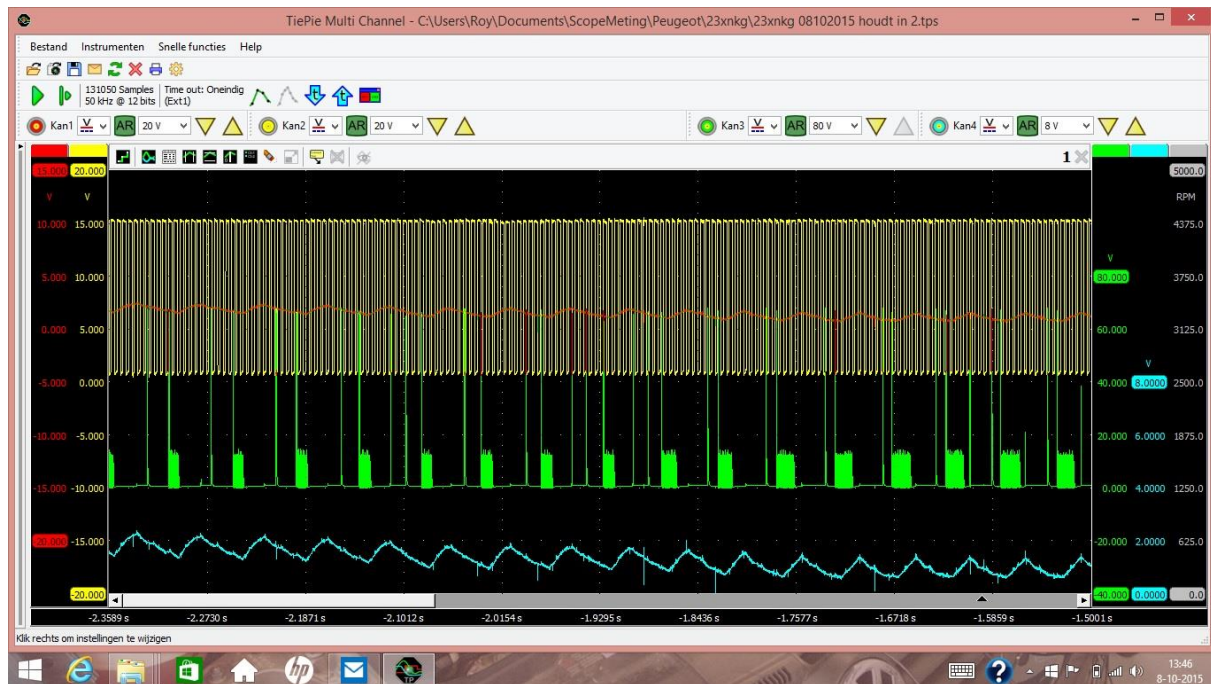 TiePie Multi Channel - C:\Users\Roy\Documents\ScopeMeting\Peugeot\23xnkg\23xnkg 08102015 houdt in 2.tps
Bestand Instrumenten Snelle functies Help
131050 Samples Time out: Oneindig
50 kHz @ 12 bits (Ext1)
Kan1 AR 20 V Kan2 AR 20 V Kan3 AR 80 V Kan4 AR 8 V
1
15.000 20.000 5000.0
V V RPM
10.000 15.000 4375.0
V
5.000 10.000 80.000 3750.0
0.000 5.000 60.000 3125.0
V
-5.000 0.000 40.000 8.0000 2500.0
-10.000 -5.000 20.000 6.0000 1875.0
-15.000 -10.000 0.000 4.0000 1250.0
-20.000 -15.000 -20.000 2.0000 625.0
-20.000 -40.000 0.0000 0.0
-2.3589 s -2.2730 s -2.1871 s -2.1012 s -2.0154 s -1.9295 s -1.8436 s -1.7577 s -1.6718 s -1.5859 s -1.5001 s
Klik rechts om instellingen te wijzigen
hp TP ? 13:46
8-10-2015